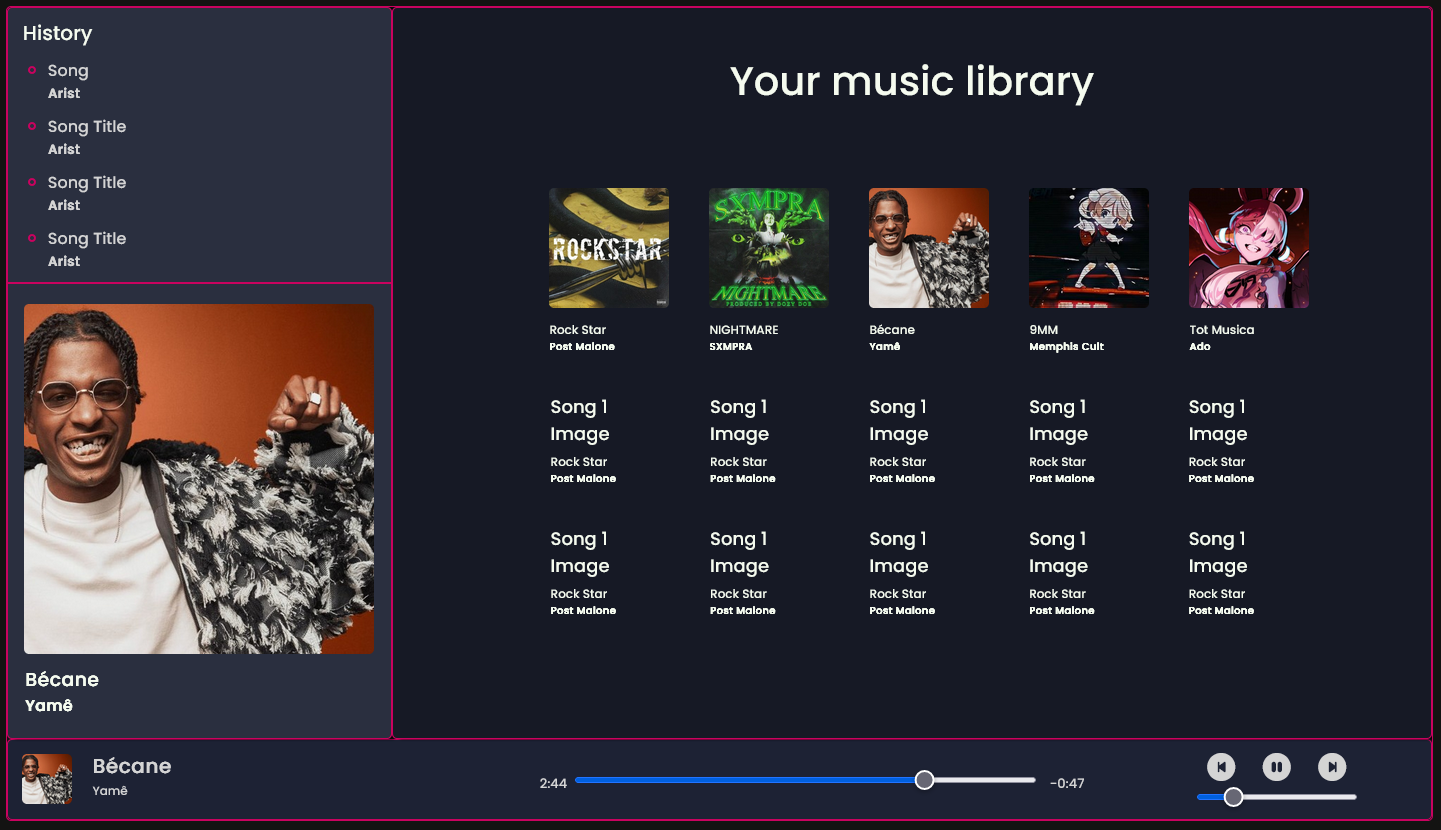 History
Song
Arist
Song Title
Arist
Song Title
Arist
Song Title
Arist
Bécane
Yamê
Your music library
ROCKSTAR
SXMPRA
NIGHTMARE
PRODUCED BY DOXY DOE
Rock Star
Post Malone
NIGHTMARE
SXMPRA
Bécane
Yamê
9MM
Memphis Cult
Tot Musica
Ado
Song 1
Image
Rock Star
Post Malone
Song 1
Image
Rock Star
Post Malone
Song 1
Image
Rock Star
Post Malone
Song 1
Image
Rock Star
Post Malone
Song 1
Image
Rock Star
Post Malone
Song 1
Image
Rock Star
Post Malone
Song 1
Image
Rock Star
Post Malone
Song 1
Image
Rock Star
Post Malone
Song 1
Image
Rock Star
Post Malone
Song 1
Image
Rock Star
Post Malone
Bécane
Yamê
2:44
-0:47